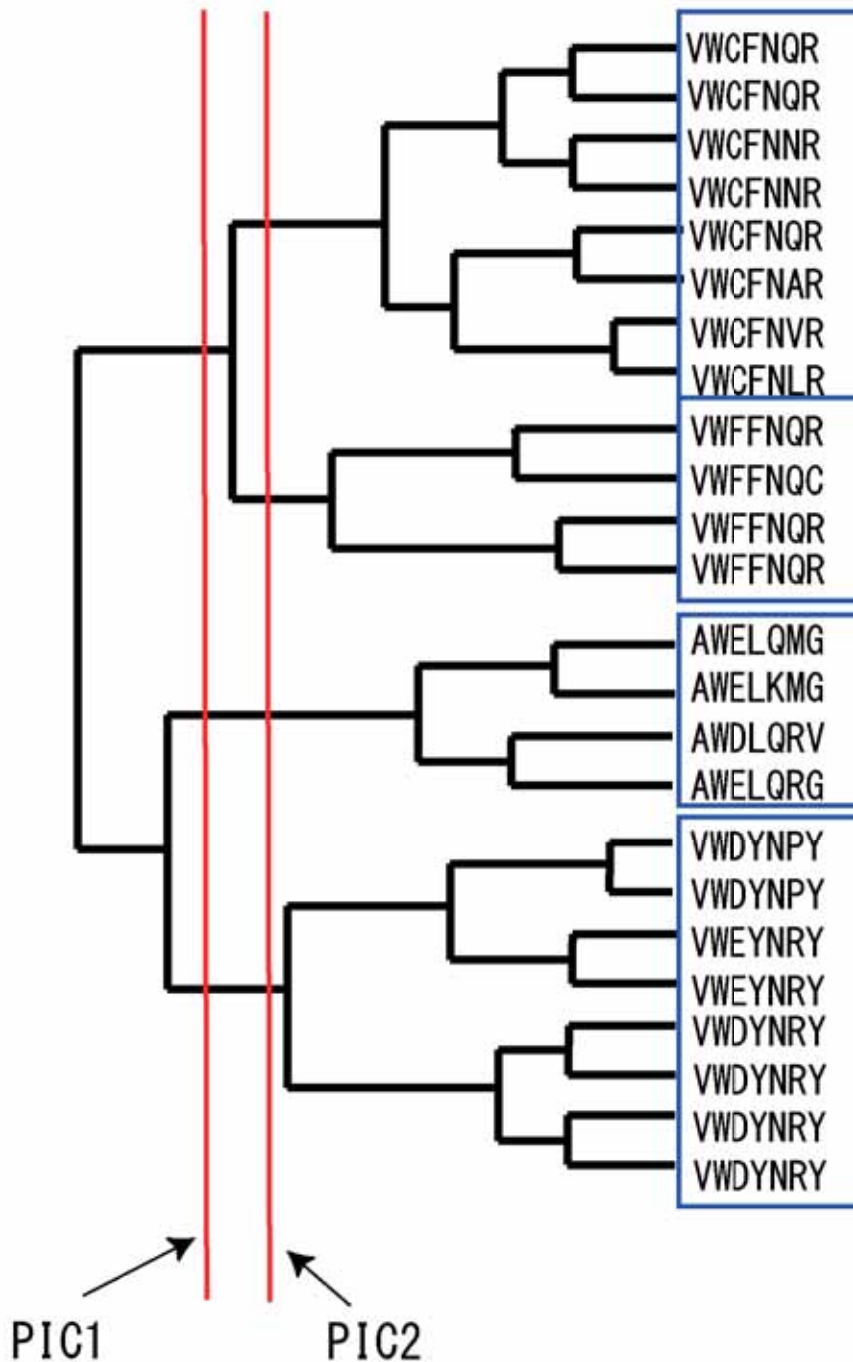 VWCFNQR
VWCFNQR
VWCFNNR
VWCFNNR
VWCFNQR
VWCFNAR
VWCFNVR
VWCFNLR
VWFFNQR
VWFFNQC
VWFFNQR
VWFFNQR
AWELQMG
AWELKMG
AWDLQRV
AWELQRG
VWDYNPY
VWDYNPY
VWEYNRY
VWEYNRY
VWDYNRY
VWDYNRY
VWDYNRY
VWDYNRY
PIC1
PIC2